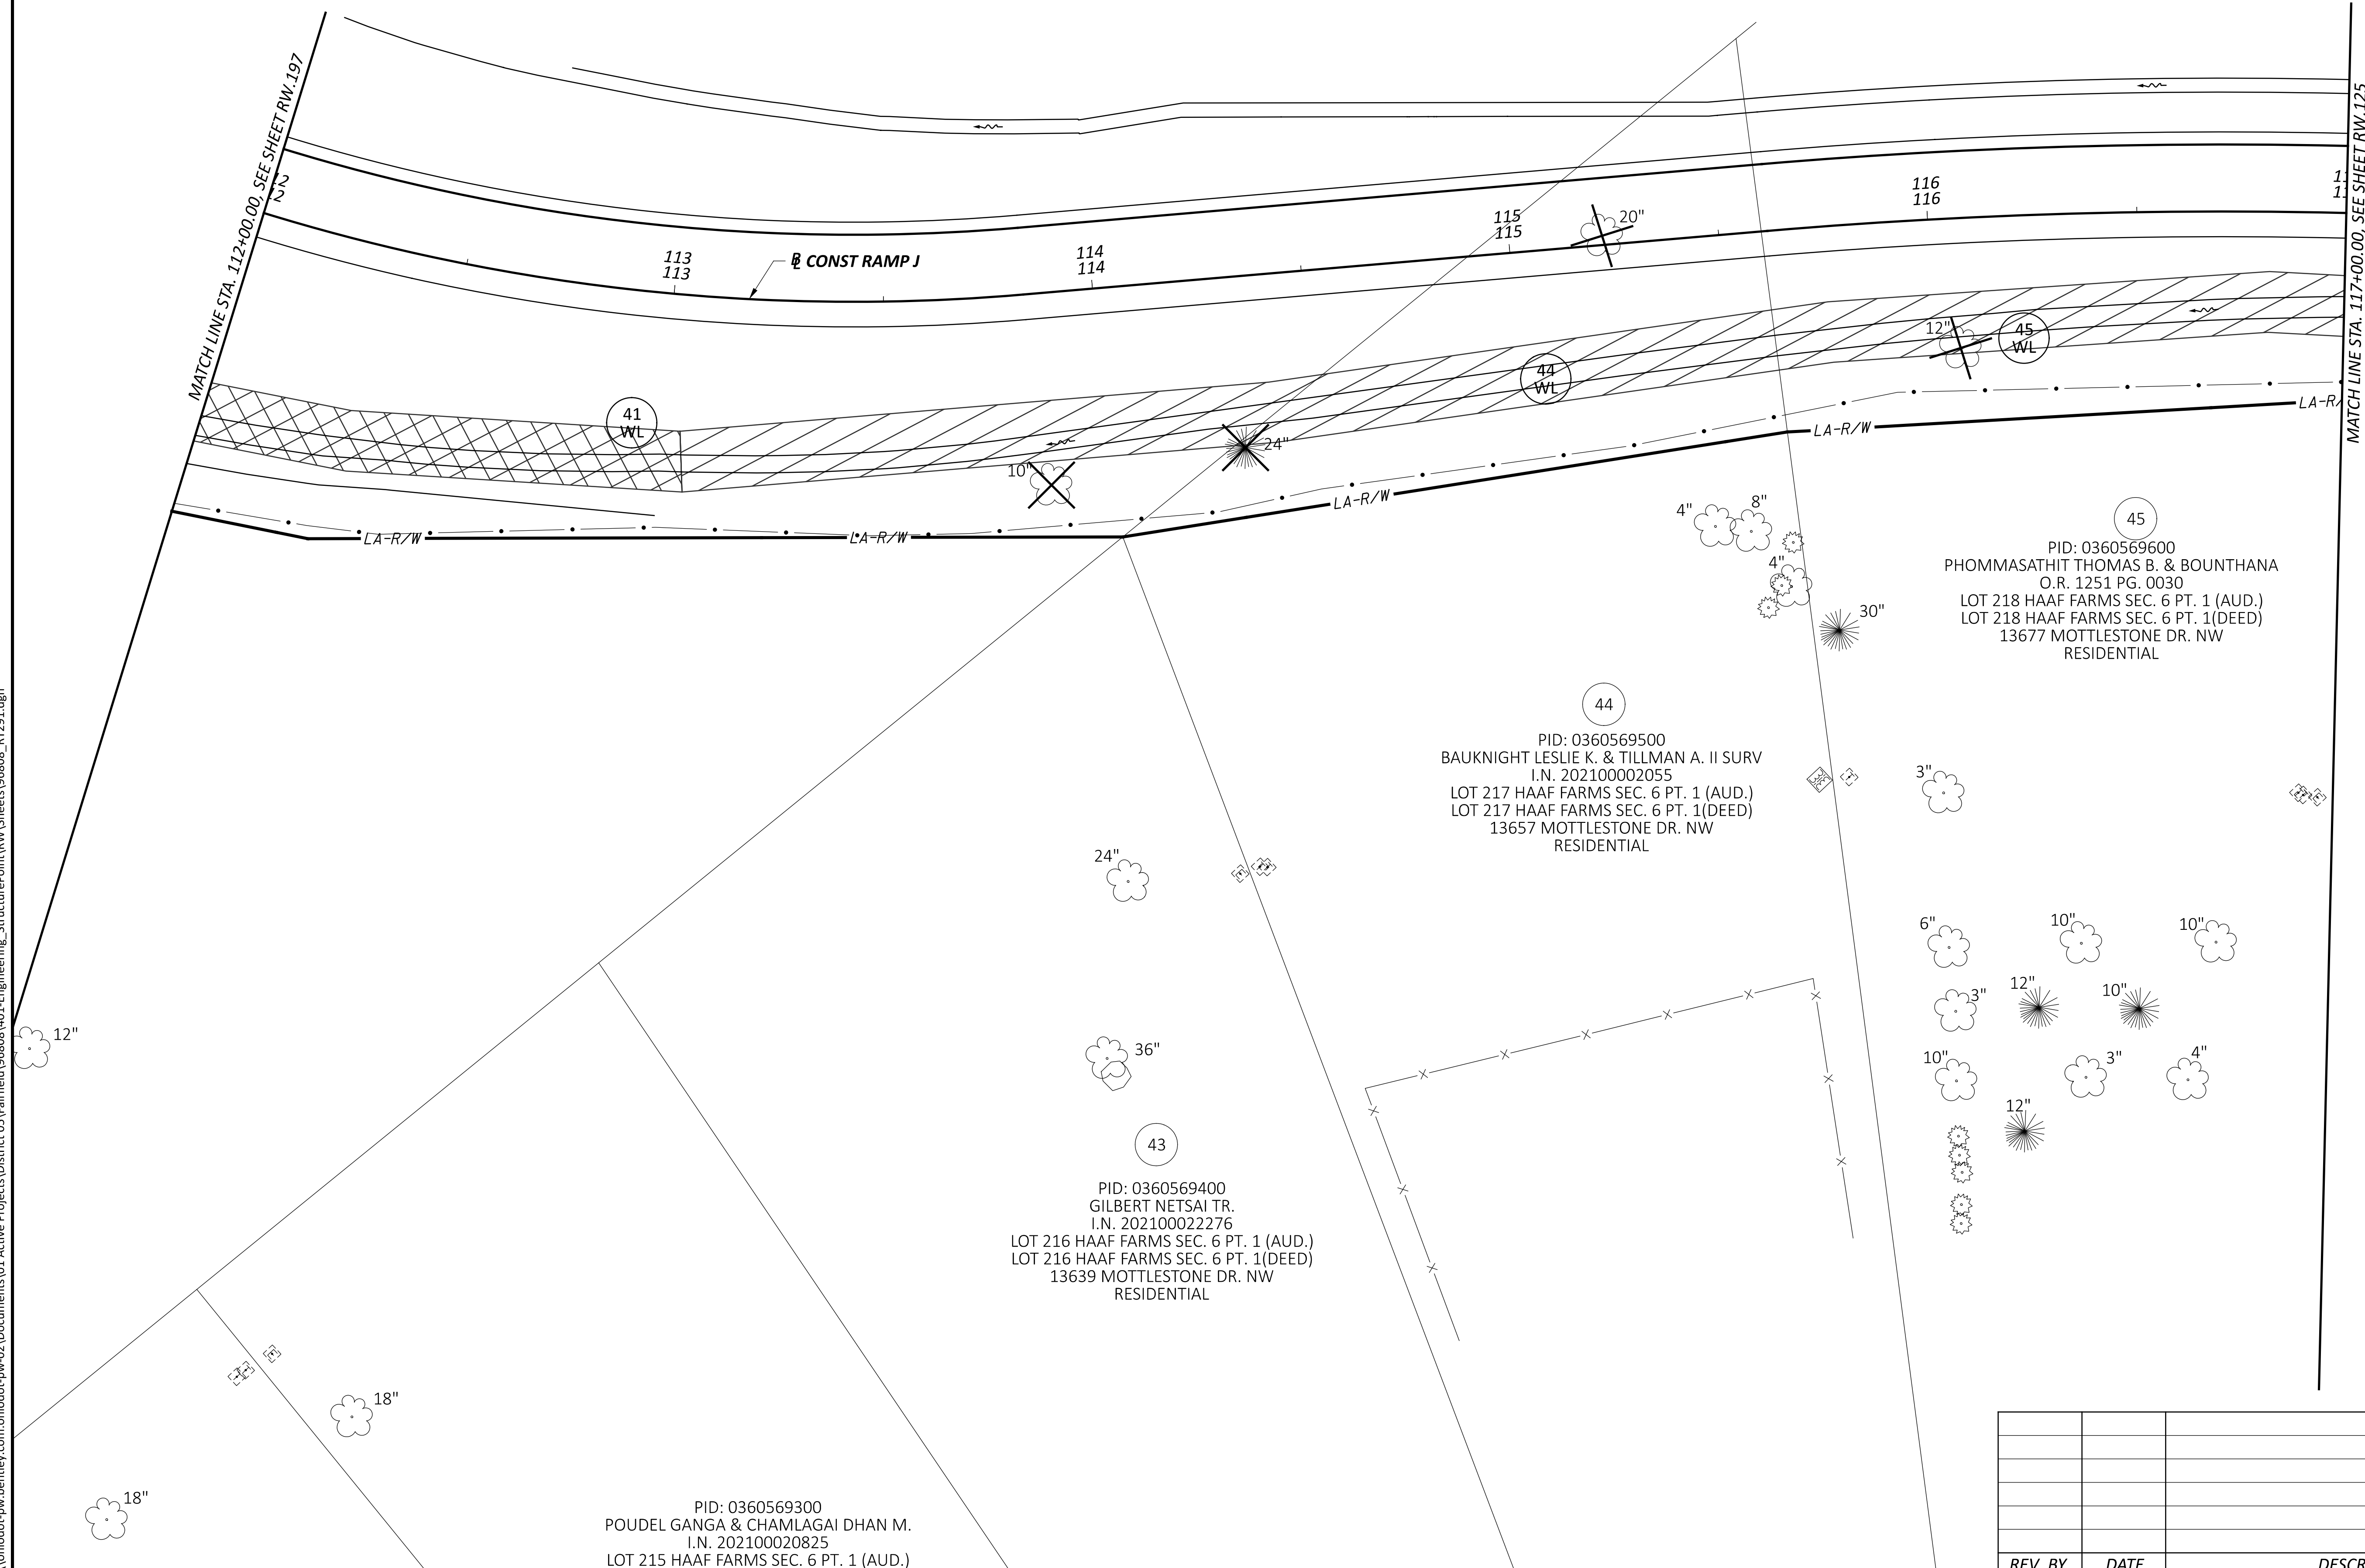 MATCH LINE STA. 112+00.00, SEE SHEET RW.197
MATCH LINE STA. 117+00.00, SEE SHEET RW.125
113
113
BL CONST RAMP J
114
114
115
115
20"
116
116
41
WL
44
WL
12"
45
WL
10"
24"
LA-R/W
LA-R/W
LA-R/W
LA-R/W
LA-R/
4"
8"
4"
30"
45
PID: 0360569600
PHOMMASATHIT THOMAS B. & BOUNTHANA
O.R. 1251 PG. 0030
LOT 218 HAAF FARMS SEC. 6 PT. 1 (AUD.)
LOT 218 HAAF FARMS SEC. 6 PT. 1(DEED)
13677 MOTTLESTONE DR. NW
RESIDENTIAL
44
PID: 0360569500
BAUKNIGHT LESLIE K. & TILLMAN A. II SURV
I.N. 202100002055
LOT 217 HAAF FARMS SEC. 6 PT. 1 (AUD.)
LOT 217 HAAF FARMS SEC. 6 PT. 1(DEED)
13657 MOTTLESTONE DR. NW
RESIDENTIAL
3"
24"
6"
10"
10"
3"
12"
10"
12"
36"
10"
3"
4"
12"
43
PID: 0360569400
GILBERT NETSAI TR.
I.N. 202100022276
LOT 216 HAAF FARMS SEC. 6 PT. 1 (AUD.)
LOT 216 HAAF FARMS SEC. 6 PT. 1(DEED)
13639 MOTTLESTONE DR. NW
RESIDENTIAL
18"
18"
PID: 0360569300
POUDEL GANGA & CHAMLAGAI DHAN M.
I.N. 202100020825
LOT 215 HAAF FARMS SEC. 6 PT. 1 (AUD.)
REV. BY
DATE
DESCR